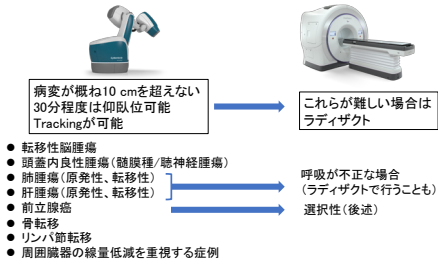 病変が概ね10 cmを超えない
30分程度は仰臥位可能
Trackingが可能
これらが難しい場合は
ラディザクト
● 転移性脳腫瘍
● 頭蓋内良性腫瘍(髄膜種/聴神経腫瘍)
● 肺腫瘍(原発性、転移性)
● 肝腫瘍(原発性、転移性)
● 前立腺癌
● 骨転移
● リンパ節転移
● 周囲臓器の線量低減を重視する症例
呼吸が不正な場合
(ラディザクトで行うことも)
選択性(後述)